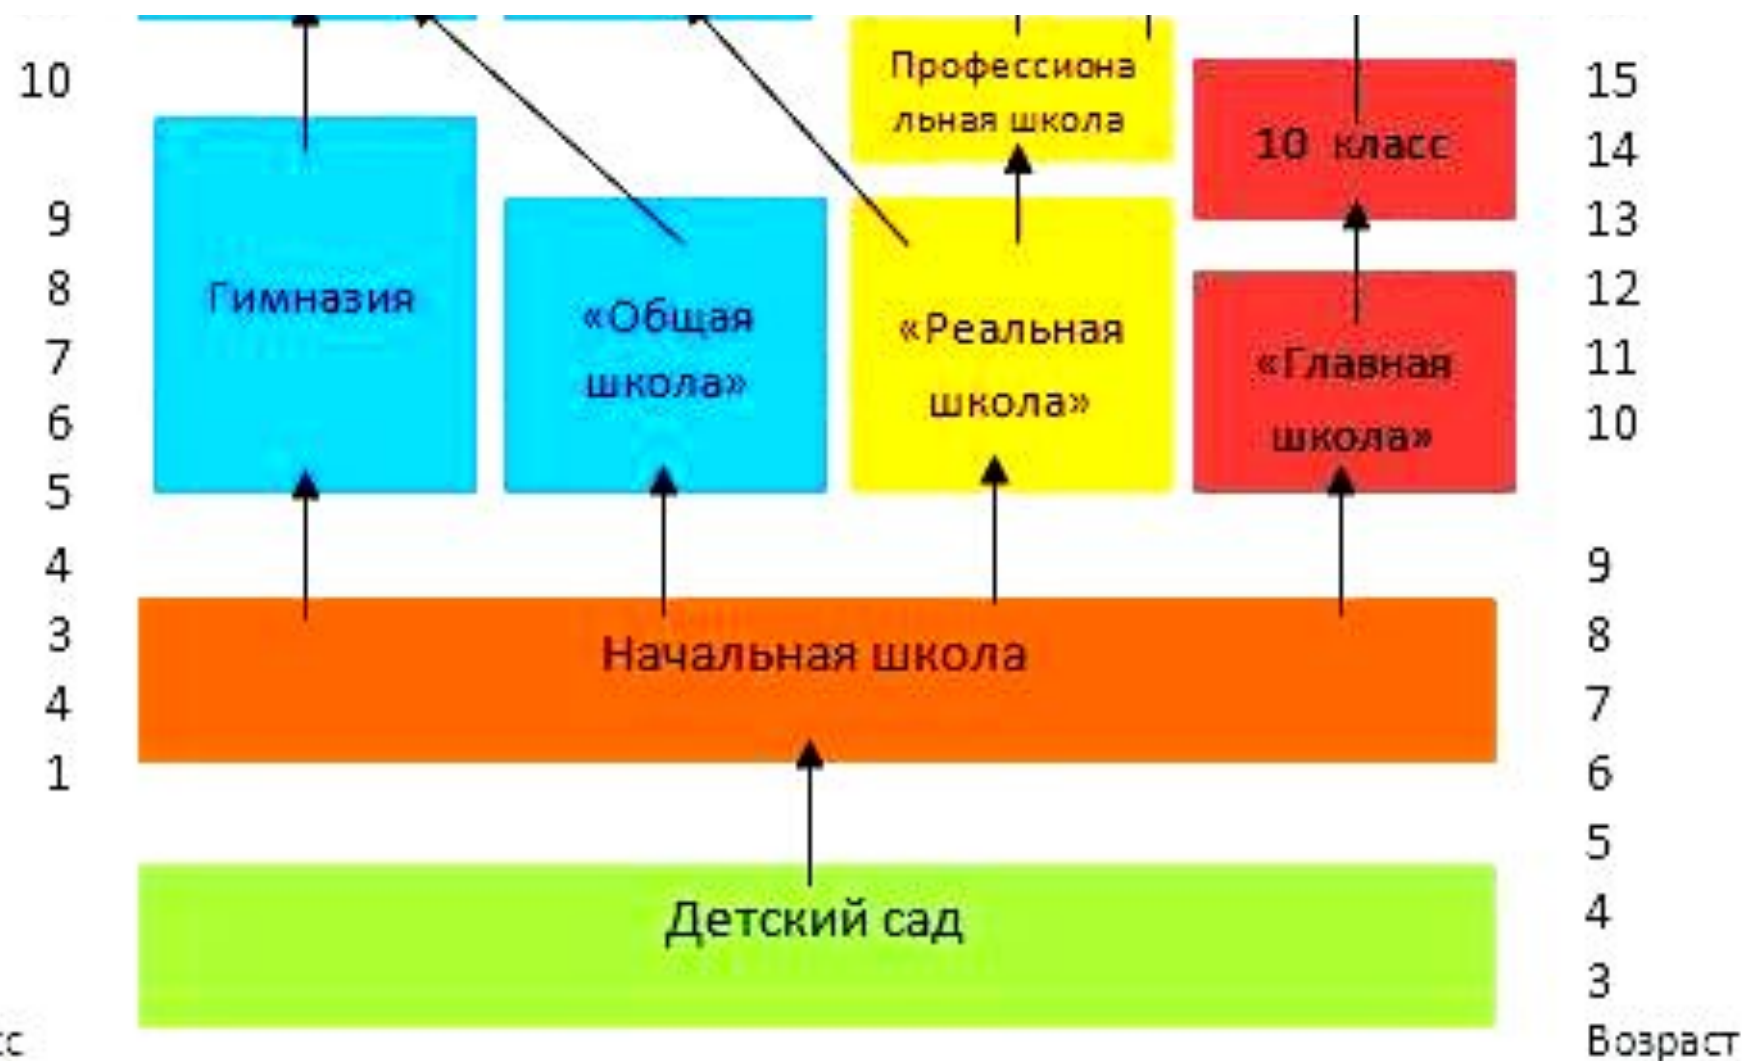 10
Профессиона
льная школа
15
10 класс
14
9
13
Гимназия
8
12
«Общая
школа»
«Реальная
школа»
7
«Главная
школа»
11
6
10
5
4
9
Начальная школа
3
8
4
7
1
6
5
Детский сад
4
3
Возраст